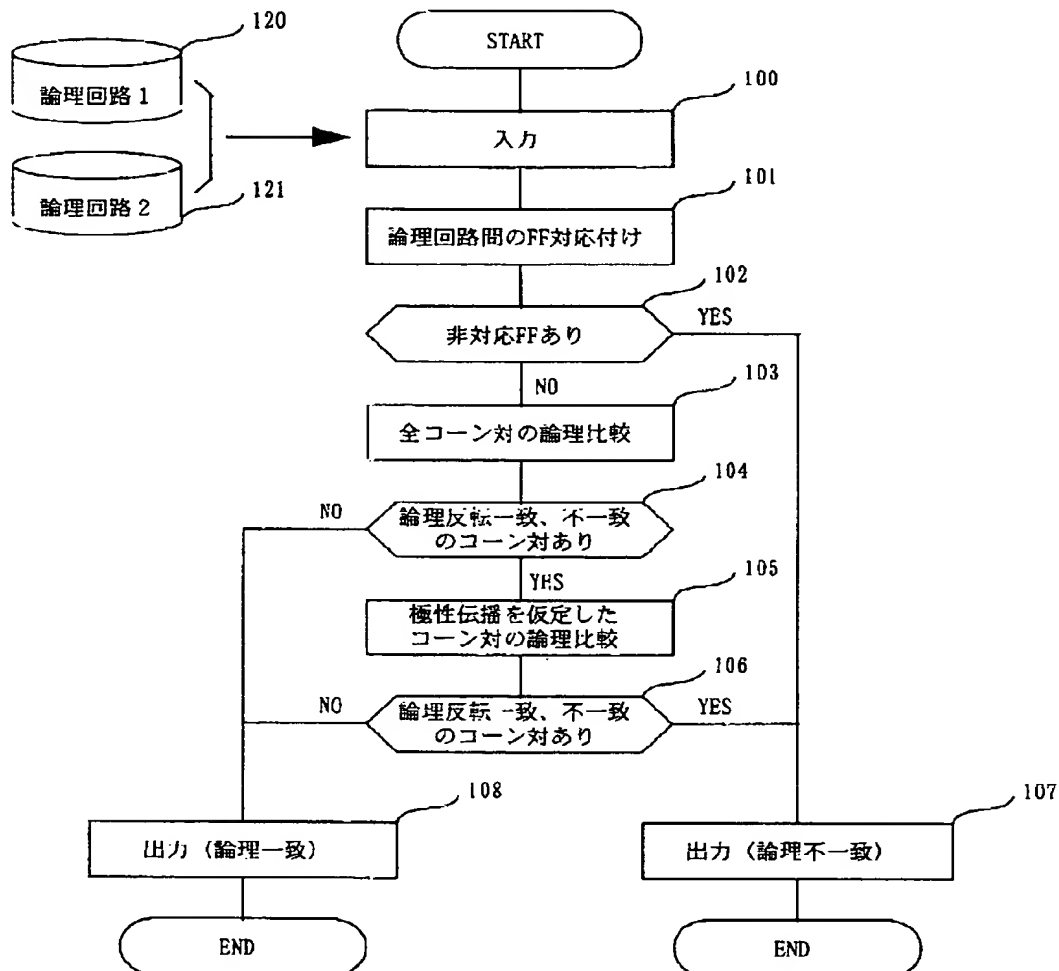 120
論理回路1
論理回路2
121
START
100
入力
101
論理回路間のFF対応付け
102
非対応FFあり
YES
NO
103
全コーン対の論理比較
104
NO
論理反転一致、不一致
のコーン対あり
YES
105
極性伝播を仮定した
コーン対の論理比較
106
NO
論理反転一致、不一致
のコーン対あり
YES
108
出力(論理一致)
END
107
出力(論理不一致)
END